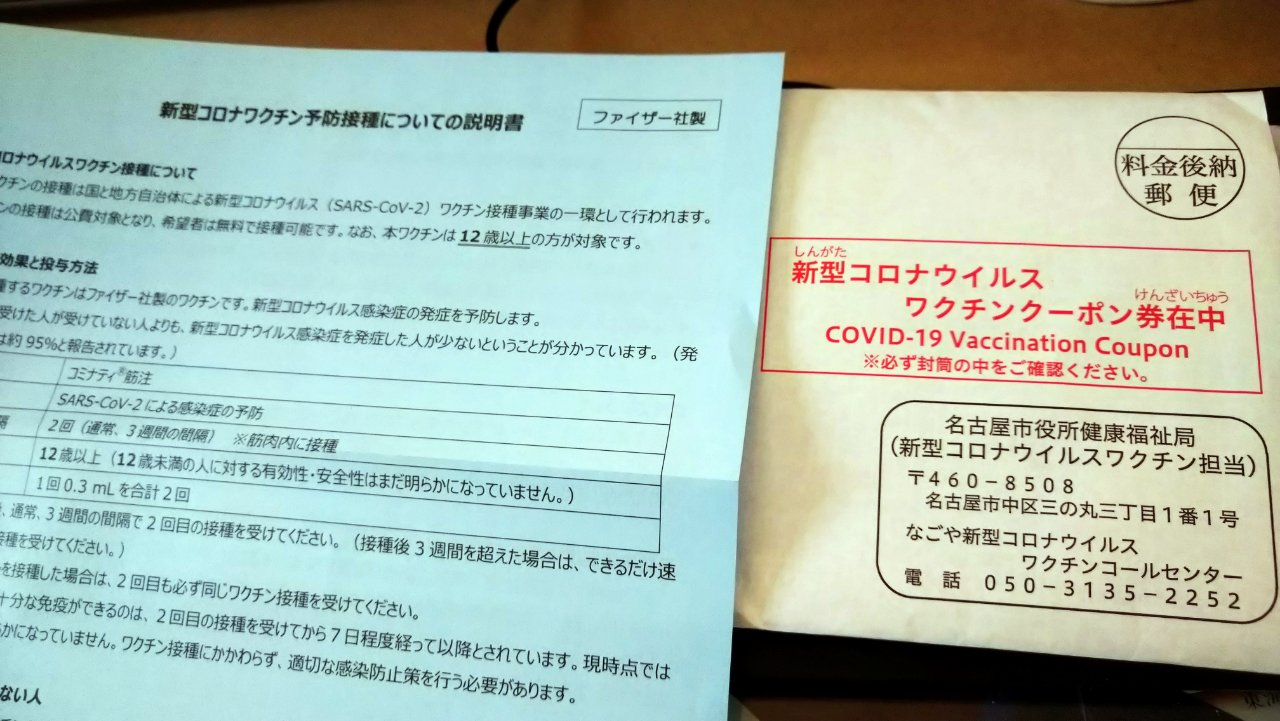 新型コロナワクチン予防接種についての説明書
ファイザー社製
ロナウイルスワクチン接種について
クチンの接種は国と地方自治体による新型コロナウイルス(SARS-CoV-2)ワクチン接種事業の一環として行われます。
ンの接種は公費対象となり、希望者は無料で接種可能です。なお、本ワクチンは12歳以上の方が対象です。
効果と投与方法
種するワクチンはファイザー社製のワクチンです。新型コロナウイルス感染症の発症を予防します。
受けた人が受けていない人よりも、新型コロナウイルス感染症を発症した人が少ないということが分かっています。(発
は約95%と報告されています。)
コミナティ®筋注
SARS-CoV-2による感染症の予防
隔 2回(通常、3週間の間隔) ※筋肉内に接種
12歳以上(12歳未満の人に対する有効性・安全性はまだ明らかになっていません。)
1回0.3 mLを合計2回
、通常、3週間の間隔で2回目の接種を受けてください。(接種後3週間を超えた場合は、できるだけ速
接種を受けてください。)
を接種した場合は、2回目も必ず同じワクチン接種を受けてください。
十分な免疫ができるのは、2回目の接種を受けてから7日程度経って以降とされています。現時点では
かになっていません。ワクチン接種にかかわらず、適切な感染防止策を行う必要があります。
ない人
料金後納
郵便
しんがた
新型コロナウイルス
けんざいちゅう
ワクチンクーポン券在中
COVID-19 Vaccination Coupon
※必ず封筒の中をご確認ください。
名古屋市役所健康福祉局
(新型コロナウイルスワクチン担当)
〒460-8508
名古屋市中区三の丸三丁目1番1号
なごや新型コロナウイルス
ワクチンコールセンター
電話 050-3135-2252